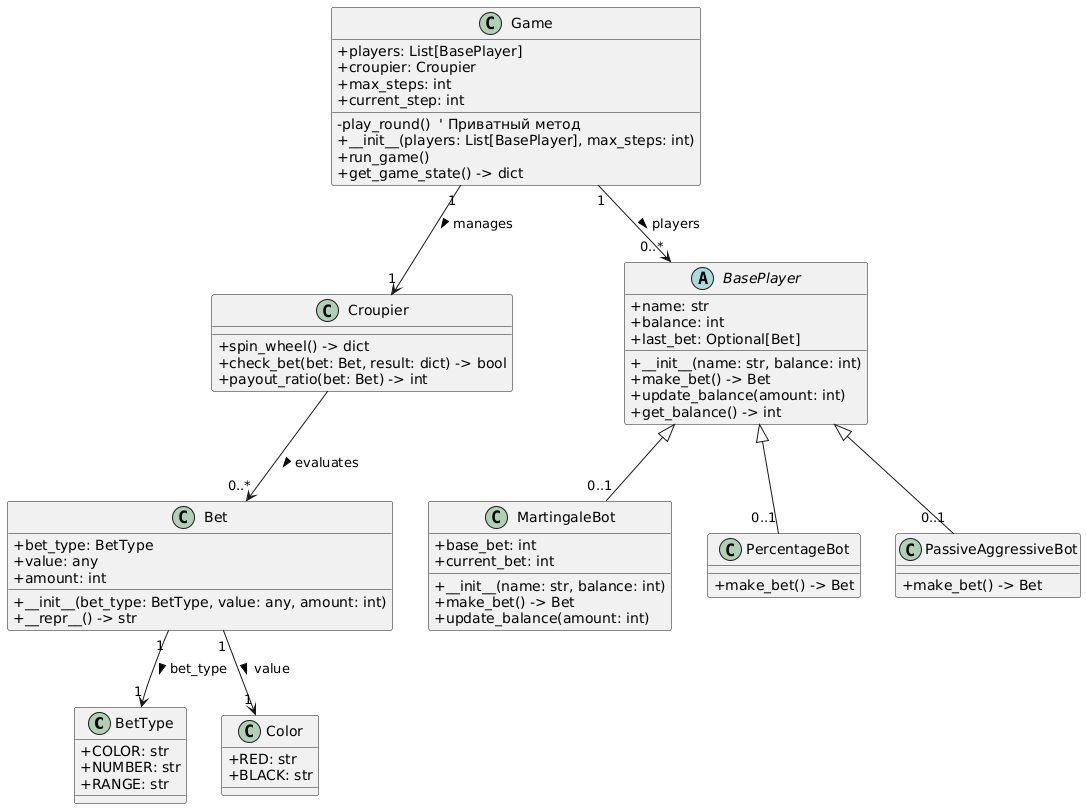 C Game
+players: List[BasePlayer]
+croupier: Croupier
+max_steps: int
+current_step: int
-play_round()  ' Приватный метод
+__init__(players: List[BasePlayer], max_steps: int)
+run_game()
+get_game_state() -> dict
1
1
manages
players
1
0..*
C Croupier
+spin_wheel() -> dict
+check_bet(bet: Bet, result: dict) -> bool
+payout_ratio(bet: Bet) -> int
A BasePlayer
+name: str
+balance: int
+last_bet: Optional[Bet]
+__init__(name: str, balance: int)
+make_bet() -> Bet
+update_balance(amount: int)
+get_balance() -> int
evaluates
0..*
0..1
0..1
0..1
C Bet
+bet_type: BetType
+value: any
+amount: int
+__init__(bet_type: BetType, value: any, amount: int)
+__repr__() -> str
C MartingaleBot
+base_bet: int
+current_bet: int
+__init__(name: str, balance: int)
+make_bet() -> Bet
+update_balance(amount: int)
C PercentageBot
+make_bet() -> Bet
C PassiveAggressiveBot
+make_bet() -> Bet
1
1
bet_type
value
1
1
C BetType
+COLOR: str
+NUMBER: str
+RANGE: str
C Color
+RED: str
+BLACK: str